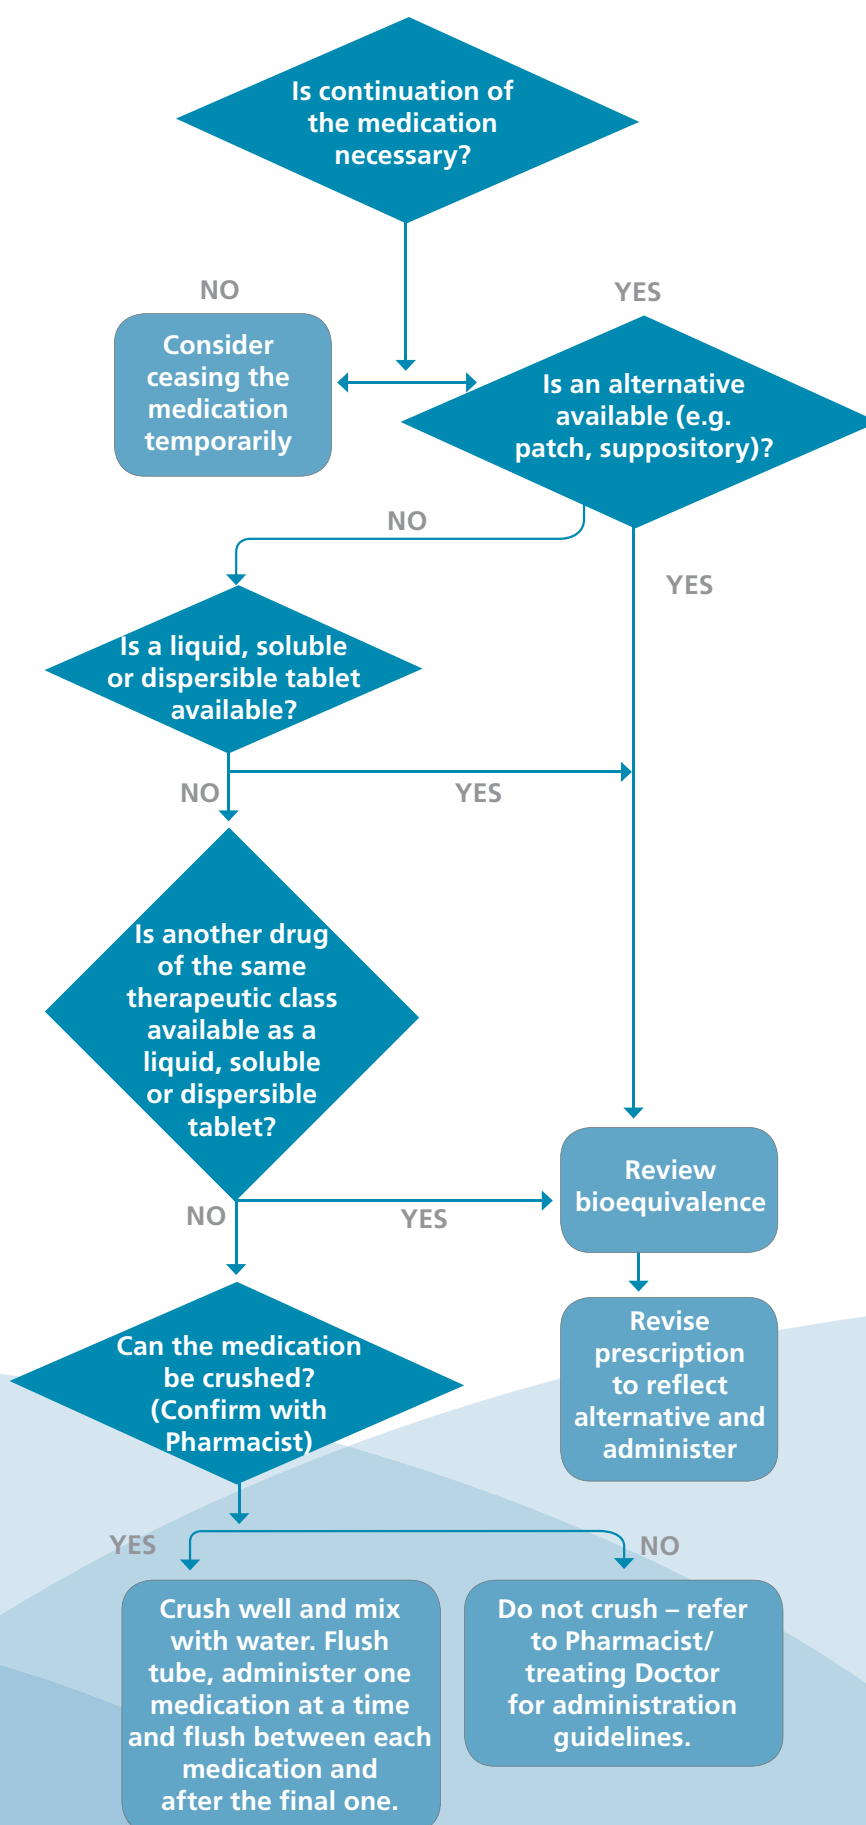 Is continuation of
the medication
necessary?
NO
YES
Consider
ceasing the
medication
temporarily
Is an alternative
available (e.g.
patch, suppository)?
NO
YES
Is a liquid, soluble
or dispersible tablet
available?
NO
YES
Is another drug
of the same
therapeutic class
available as a
liquid, soluble
or dispersible
tablet?
NO
YES
Review
bioequivalence
Revise
prescription
to reflect
alternative and
administer
Can the medication
be crushed?
(Confirm with
Pharmacist)
YES
NO
Crush well and mix
with water. Flush
tube, administer one
medication at a time
and flush between each
medication and
after the final one.
Do not crush – refer
to Pharmacist/
treating Doctor
for administration
guidelines.